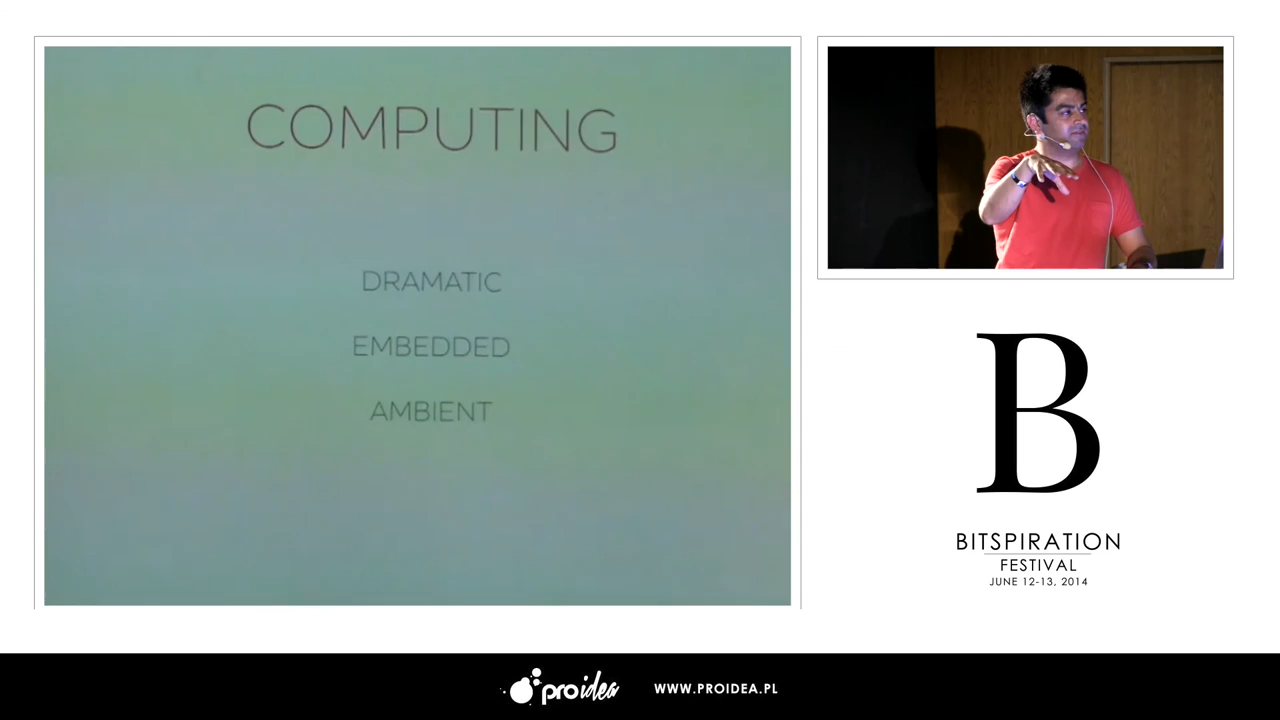 COMPUTING
DRAMATIC
EMBEDDED
AMBIENT
B
BITSPIRATION
FESTIVAL
JUNE 12-13, 2014
proidea
WWW.PROIDEA.PL